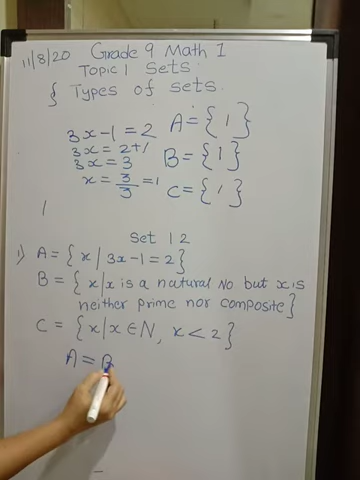 11/8/20 Grade 9 Math 1
Topic 1 Sets
{ Types of sets
3x-1=2 A={1}
3x=2+1
3x=3 B={1}
x=3/3=1 C={1}
Set 1 2
1) A={x|3x-1=2}
B={x|x is a natural No but x is
neither prime nor composite}
C={x|x∈N, x<2}
A=B